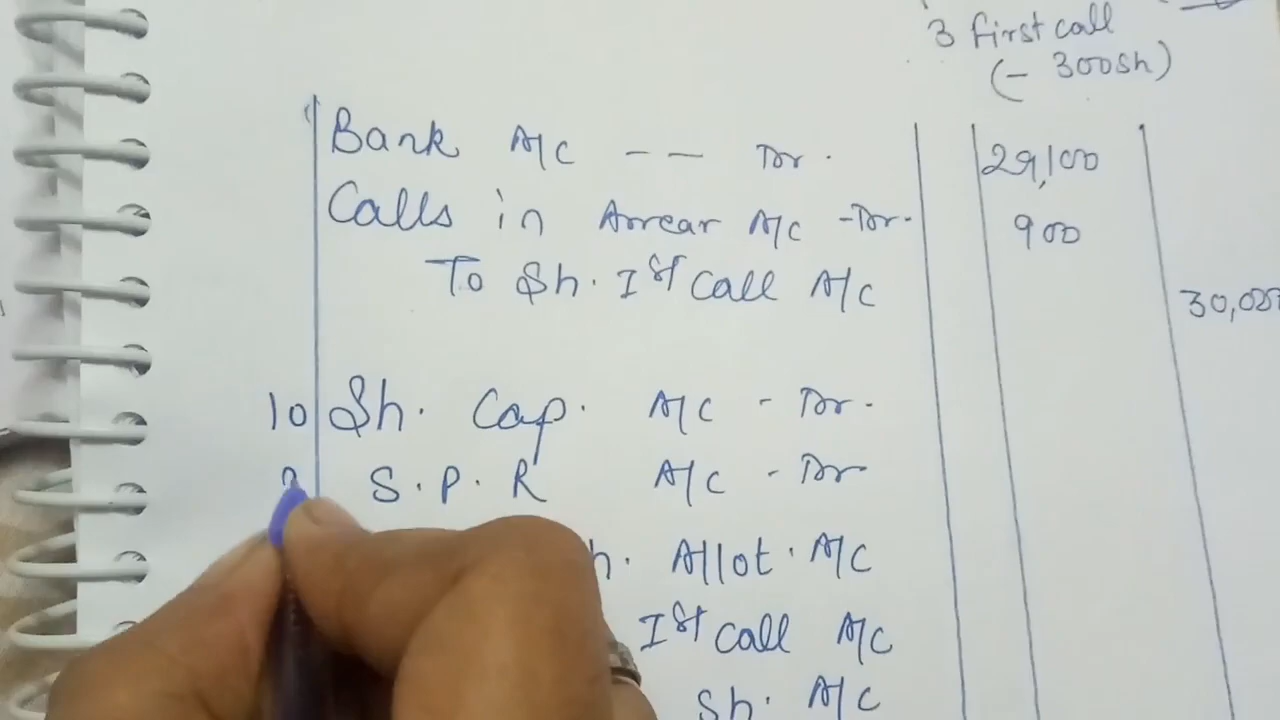 3 first call
(- 300Sh)
Bank A/C -- Dr. 29,100
Calls in Arrear A/C -Dr. 900
To Sh. Ist Call A/C 30,000
10 Sh. Cap. A/C - Dr.
S.P.R A/C - Dr
Allot. A/C
Ist Call A/C
Sh. A/C